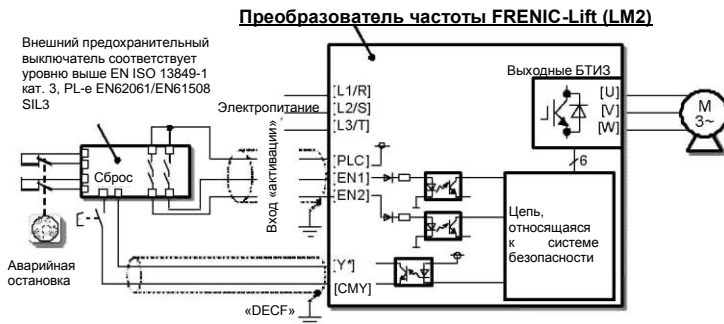 Преобразователь частоты FRENIC-Lift (LM2)
Внешний предохранительный
выключатель соответствует
уровню выше EN ISO 13849-1
кат. 3, PL-e EN62061/EN61508
SIL3
Электропитание
[L1/R]
[L2/S]
[L3/T]
Выходные БТИЗ
[U]
[V]
[W]
M
3~
6
Сброс
Вход «активации»
[PLC]
[EN1]
[EN2]
Цепь,
относящаяся
к системе
безопасности
Аварийная
остановка
[Y*]
[CMY]
«DECF»